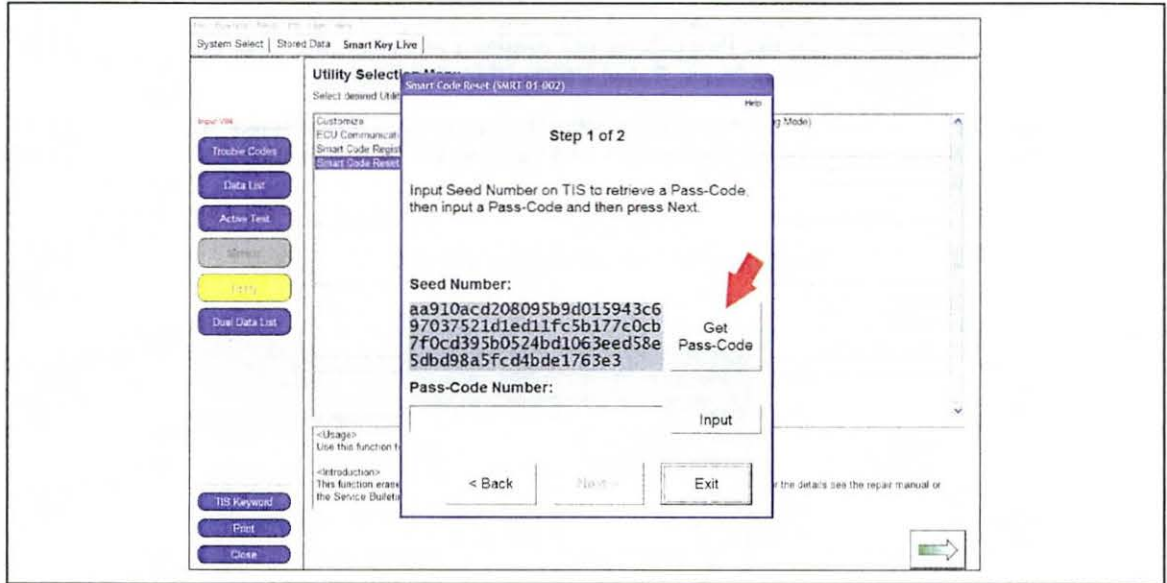 System Select | Stored Data Smart Key Live
Utility Selection Menu
Select desired Utilit
Input VIN
Trouble Codes
Data List
Active Test
Utility
Dual Data List
TIS Keyword
Print
Close
Customize
ECU Communicat
Smart Code Regist
Smart Code Reset
g Mode)
Smart Code Reset (SMRT-01-002)
Help
Step 1 of 2
Input Seed Number on TIS to retrieve a Pass-Code,
then input a Pass-Code and then press Next.
Seed Number:
aa910acd208095b9d015943c6
97037521d1ed11fc5b177c0cb
7f0cd395b0524bd1063eed58e
5dbd98a5fcd4bde1763e3
Get
Pass-Code
Pass-Code Number:
Input
< Back
Next >
Exit
<Usage>
Use this function t
<Introduction>
This function erase
r the details see the repair manual or
the Service Bulletin